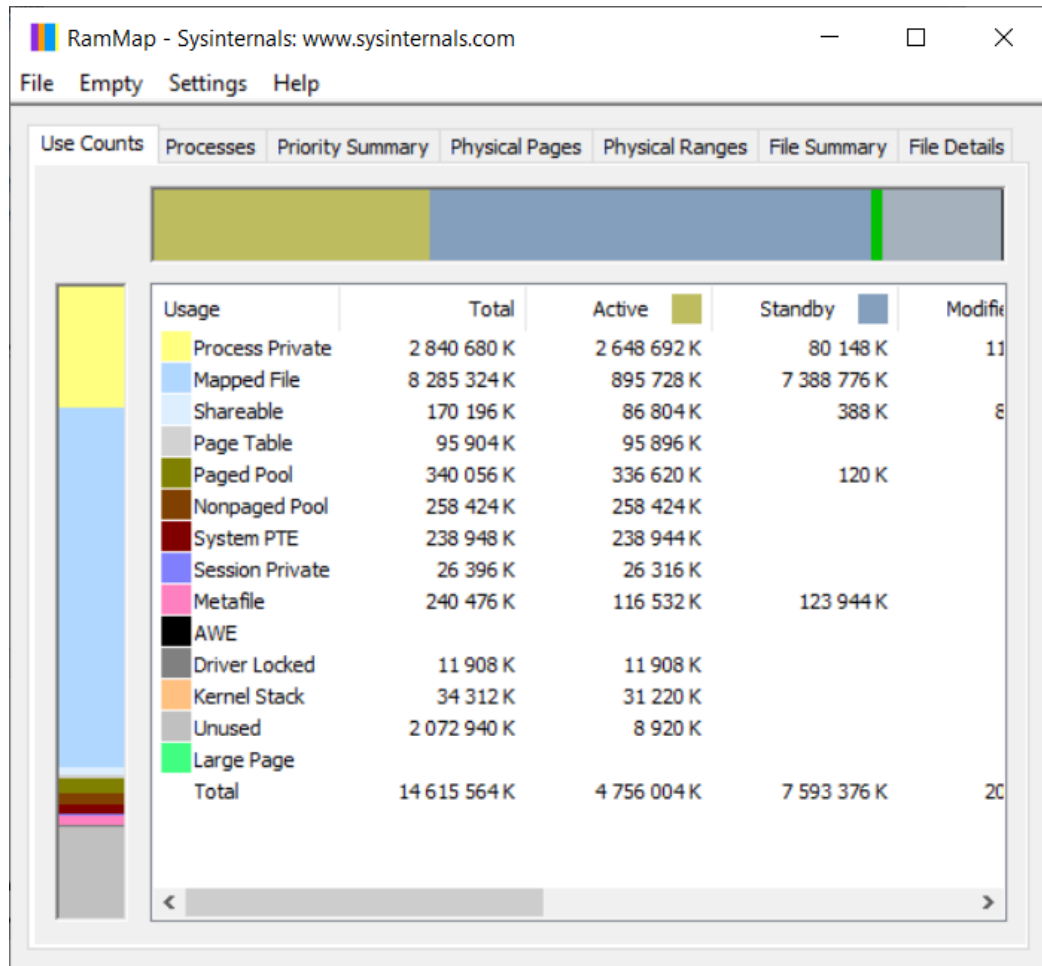 RamMap - Sysinternals: www.sysinternals.com
File Empty Settings Help
Use Counts Processes Priority Summary Physical Pages Physical Ranges File Summary File Details
Usage Total Active Standby Modifie
Process Private 2 840 680 K 2 648 692 K 80 148 K 11
Mapped File 8 285 324 K 895 728 K 7 388 776 K
Shareable 170 196 K 86 804 K 388 K 8
Page Table 95 904 K 95 896 K
Paged Pool 340 056 K 336 620 K 120 K
Nonpaged Pool 258 424 K 258 424 K
System PTE 238 948 K 238 944 K
Session Private 26 396 K 26 316 K
Metafile 240 476 K 116 532 K 123 944 K
AWE
Driver Locked 11 908 K 11 908 K
Kernel Stack 34 312 K 31 220 K
Unused 2 072 940 K 8 920 K
Large Page
Total 14 615 564 K 4 756 004 K 7 593 376 K 20